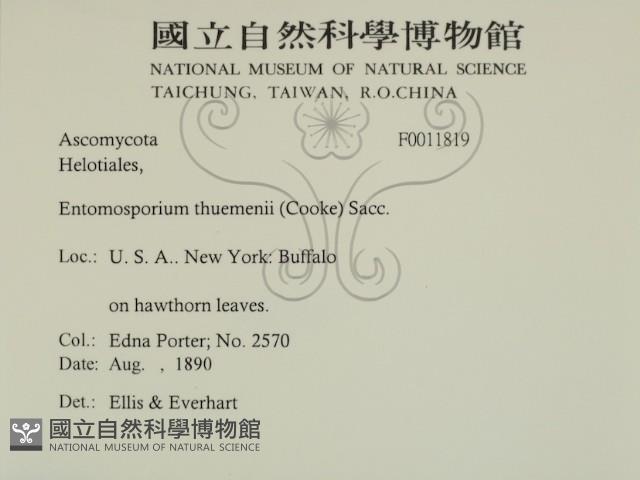 國立自然科學博物館
NATIONAL MUSEUM OF NATURAL SCIENCE
TAICHUNG, TAIWAN, R.O.CHINA
Ascomycota F0011819
Helotiales,
Entomosporium thuemenii (Cooke) Sacc.
Loc.: U. S. A.. New York: Buffalo
on hawthorn leaves.
Col.: Edna Porter; No. 2570
Date: Aug. , 1890
Det.: Ellis & Everhart
國立自然科學博物館
NATIONAL MUSEUM OF NATURAL SCIENCE